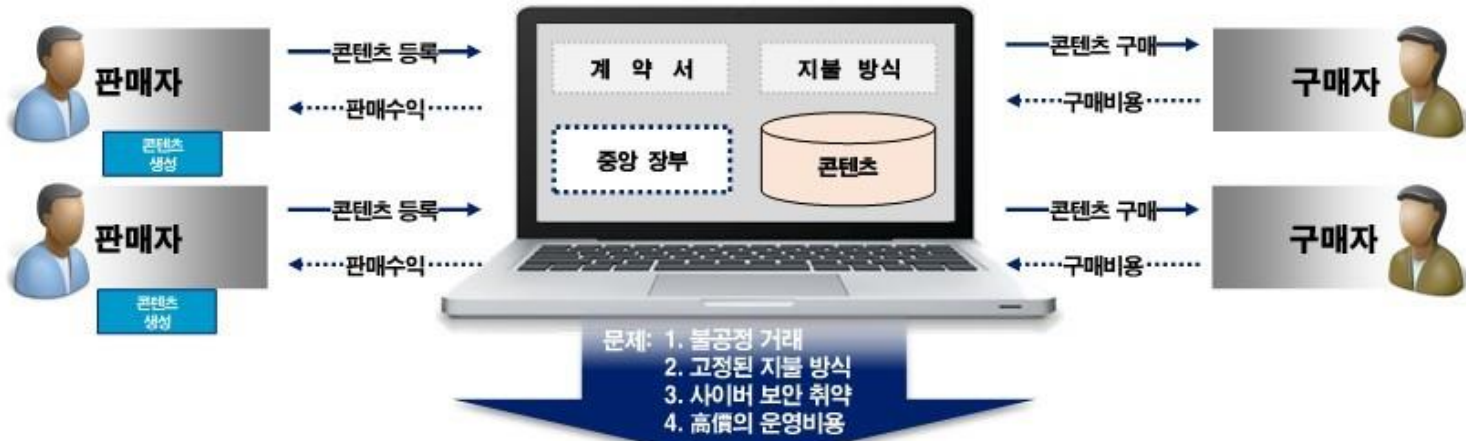 판매자
콘텐츠
생성
콘텐츠 등록
판매수익
계 약 서
지불 방식
중앙 장부
콘텐츠
콘텐츠 구매
구매비용
구매자
판매자
콘텐츠
생성
콘텐츠 등록
판매수익
콘텐츠 구매
구매비용
구매자
문제: 1. 불공정 거래
2. 고정된 지불 방식
3. 사이버 보안 취약
4. 高價의 운영비용